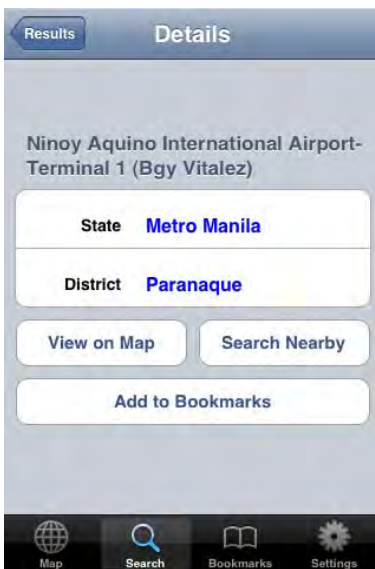 Results Details
Ninoy Aquino International Airport-
Terminal 1 (Bgy Vitalez)
State Metro Manila
District Paranaque
View on Map Search Nearby
Add to Bookmarks
Map Search Bookmarks Settings